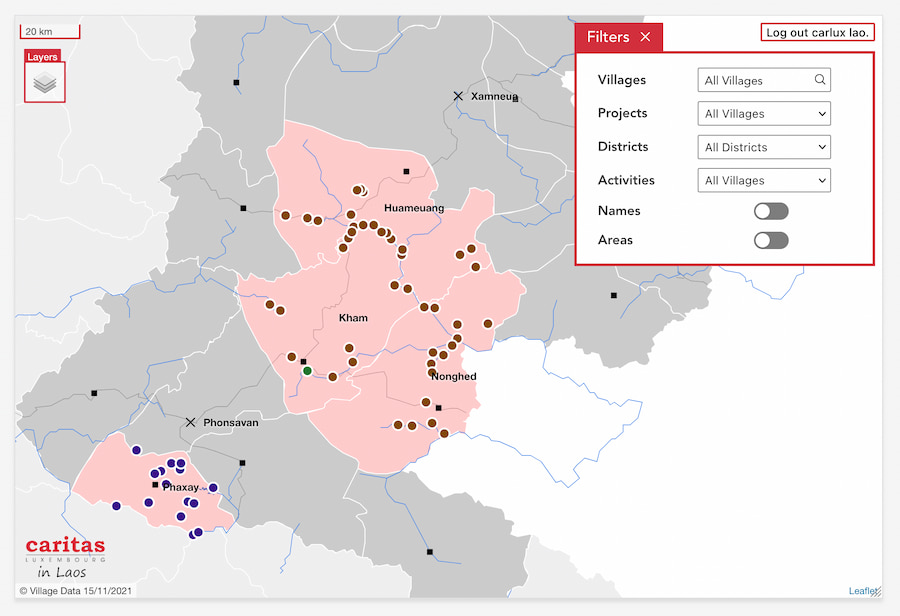 20 km
Layers
Filters ✕
Log out carlux lao.
Villages
All Villages
Projects
All Villages
Districts
All Districts
Activities
All Villages
Names
Areas
Xamneua
Huameuang
Kham
Nonghed
Phonsavan
Phaxay
caritas
LUXEMBOURG
in Laos
© Village Data 15/11/2021
Leaflet